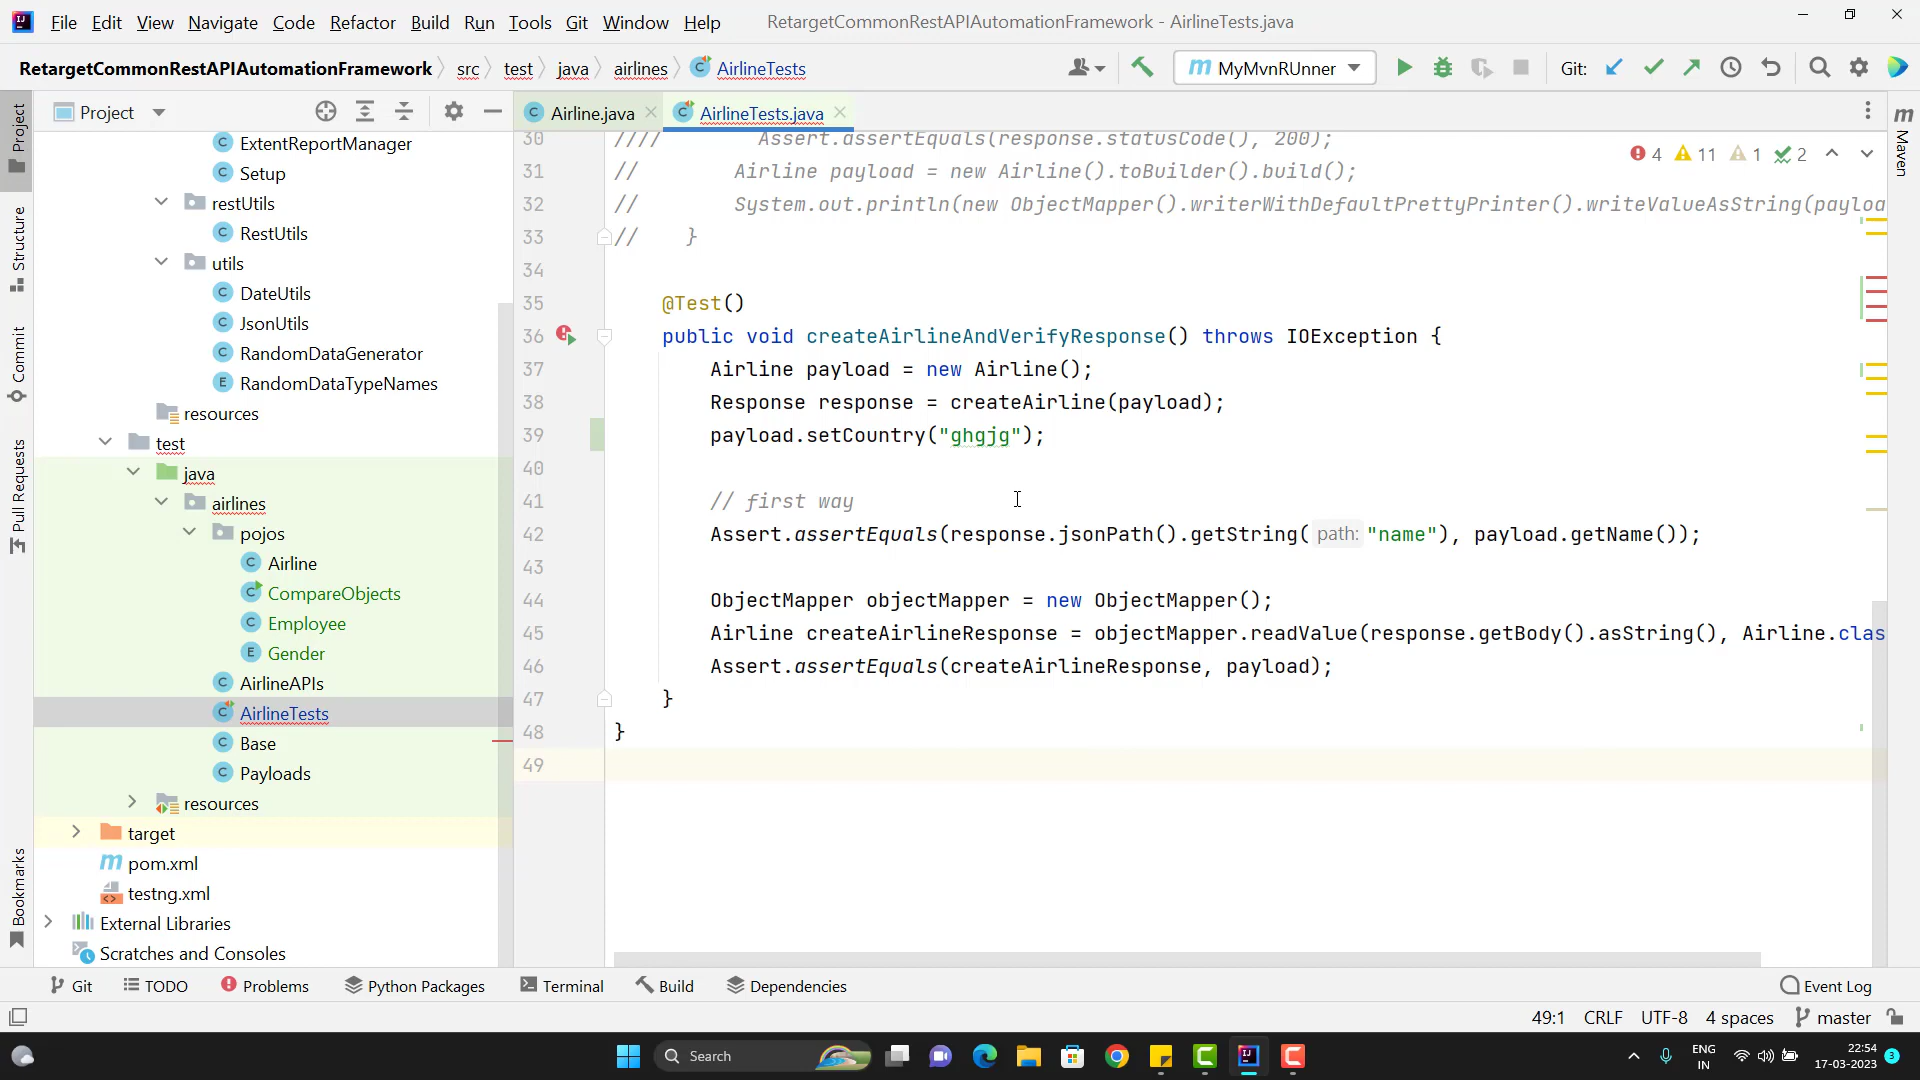 File Edit View Navigate Code Refactor Build Run Tools Git Window Help RetargetCommonRestAPIAutomationFramework - AirlineTests.java
RetargetCommonRestAPIAutomationFramework src test java airlines AirlineTests MyMvnRUnner Git:
Project
Airline.java
AirlineTests.java
ExtentReportManager
Setup
restUtils
RestUtils
utils
DateUtils
JsonUtils
RandomDataGenerator
RandomDataTypeNames
resources
test
java
airlines
pojos
Airline
CompareObjects
Employee
Gender
AirlineAPIs
AirlineTests
Base
Payloads
resources
target
pom.xml
testng.xml
External Libraries
Scratches and Consoles
Project
Structure
Commit
Pull Requests
Bookmarks
4 11 1 2
30 //// Assert.assertEquals(response.statusCode(), 200);
31 // Airline payload = new Airline().toBuilder().build();
32 // System.out.println(new ObjectMapper().writerWithDefaultPrettyPrinter().writeValueAsString(payloa
33 // }
34
35 @Test()
36 public void createAirlineAndVerifyResponse() throws IOException {
37 Airline payload = new Airline();
38 Response response = createAirline(payload);
39 payload.setCountry("ghgjg");
40
41 // first way
42 Assert.assertEquals(response.jsonPath().getString( path: "name"), payload.getName());
43
44 ObjectMapper objectMapper = new ObjectMapper();
45 Airline createAirlineResponse = objectMapper.readValue(response.getBody().asString(), Airline.clas
46 Assert.assertEquals(createAirlineResponse, payload);
47 }
48 }
49
Maven
Git TODO Problems Python Packages Terminal Build Dependencies Event Log
49:1 CRLF UTF-8 4 spaces master
Search
ENG
IN
22:54
17-03-2023
3